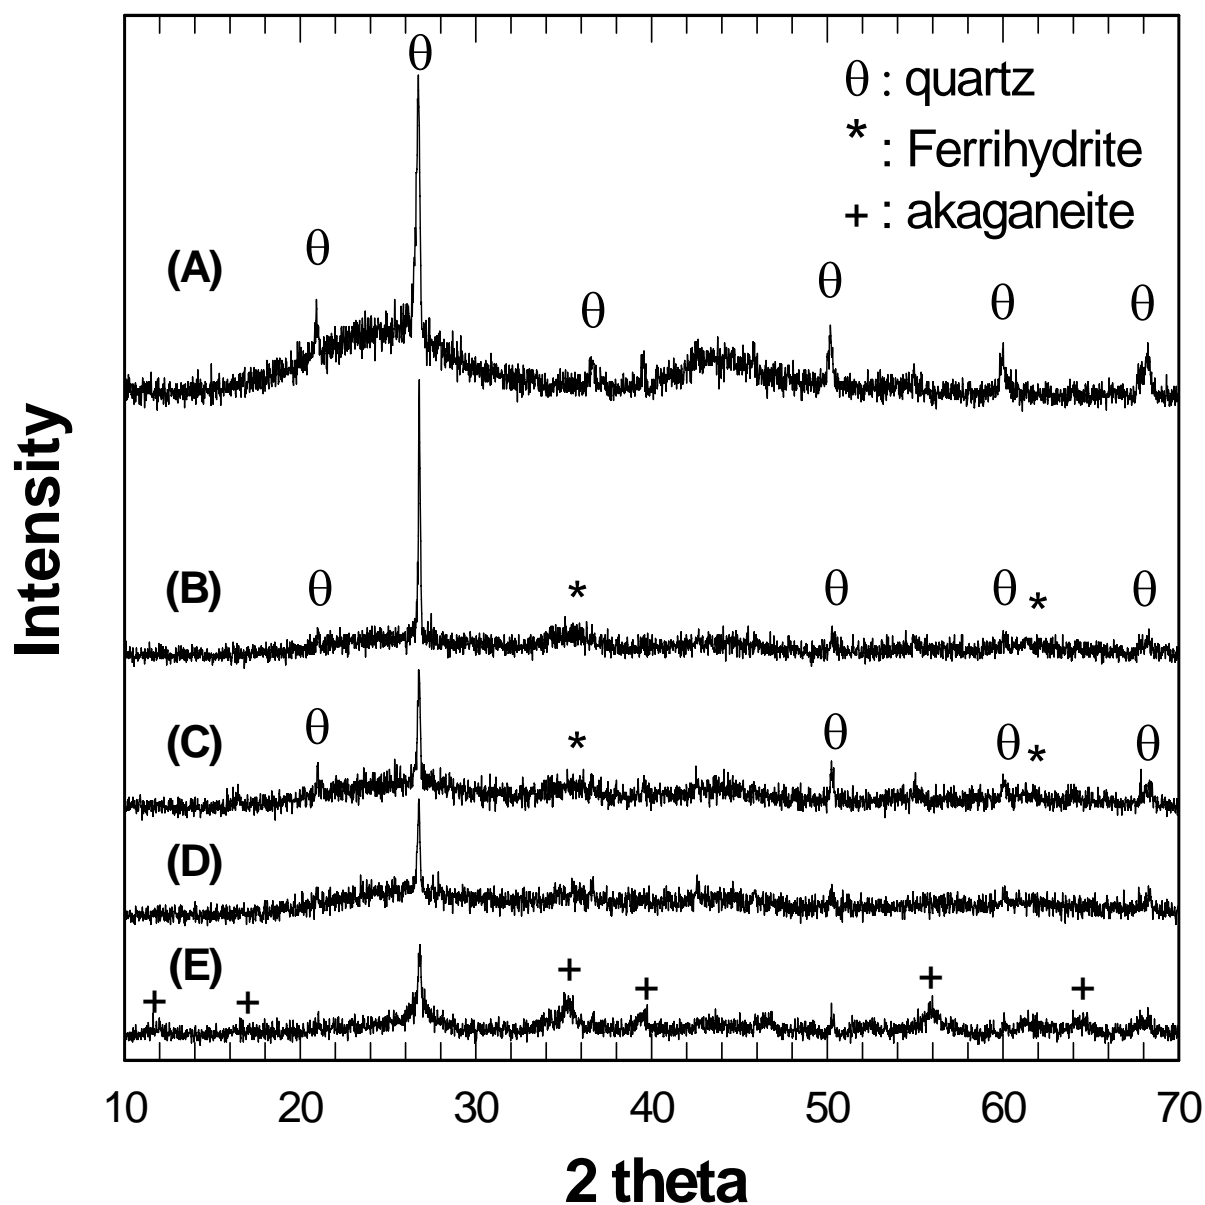 θ
θ : quartz
* : Ferrihydrite
+ : akaganeite
(A) θ θ θ θ θ
(B) θ * θ θ * θ
(C) θ * θ θ * θ
(D)
(E) + + + + + +
Intensity
10 20 30 40 50 60 70
2 theta